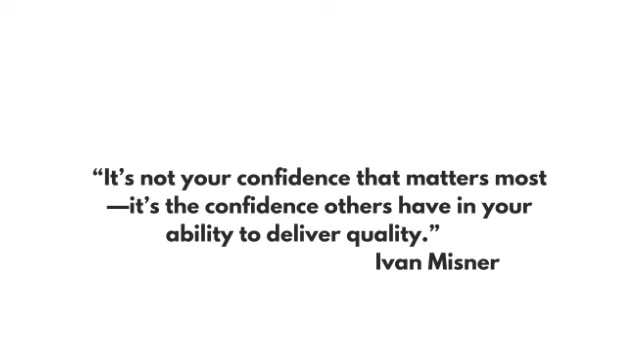 “It’s not your confidence that matters most
—it’s the confidence others have in your
ability to deliver quality.”
Ivan Misner